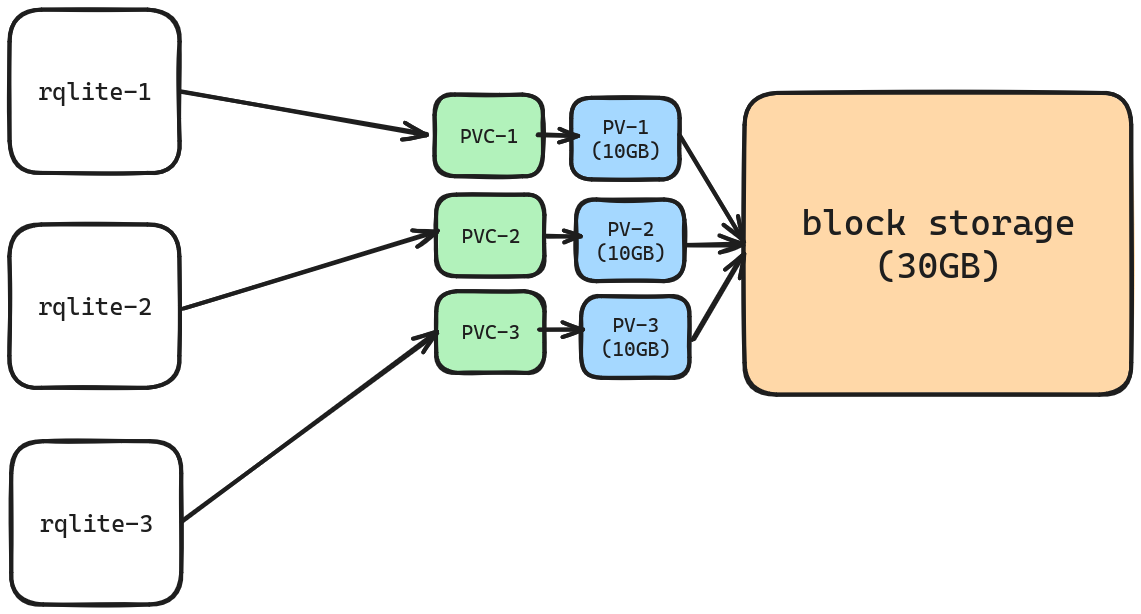 rqlite-1
PVC-1
PV-1
(10GB)
rqlite-2
PVC-2
PV-2
(10GB)
rqlite-3
PVC-3
PV-3
(10GB)
block storage
(30GB)